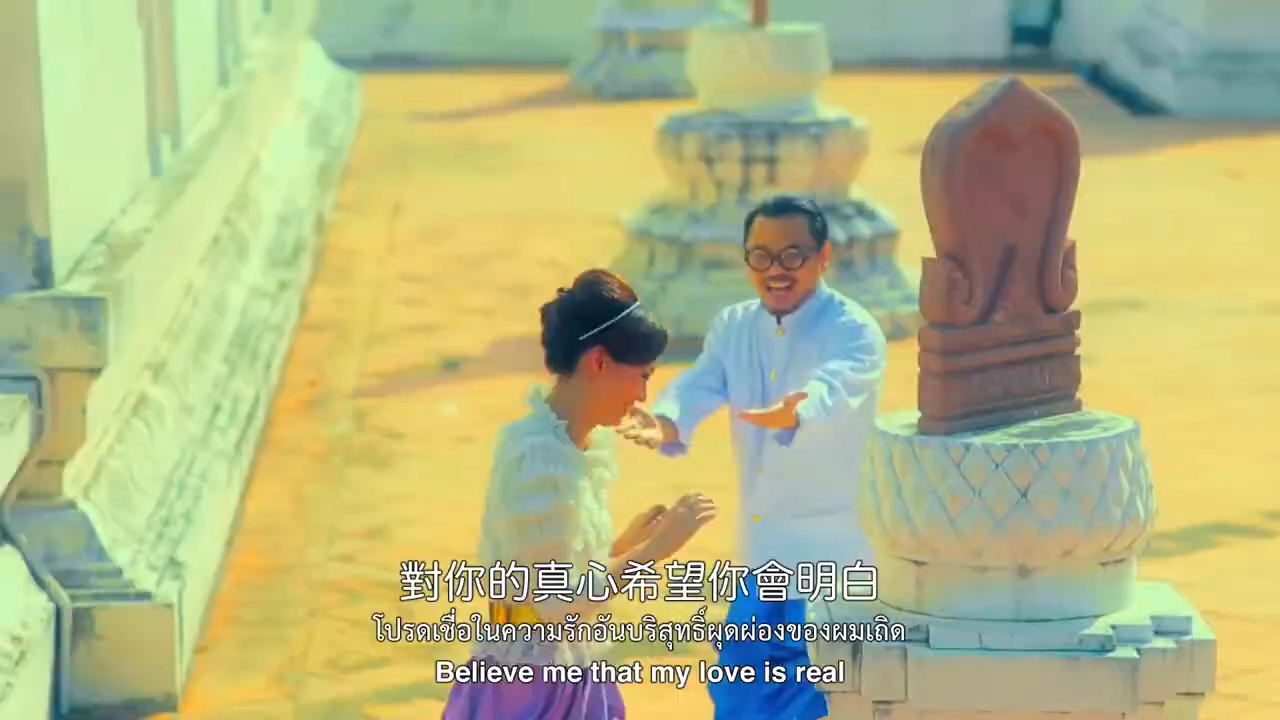 對你的真心希望你會明白
โปรดเชื่อในความรักอันบริสุทธิ์ผุดผ่องของผมเถิด
Believe me that my love is real